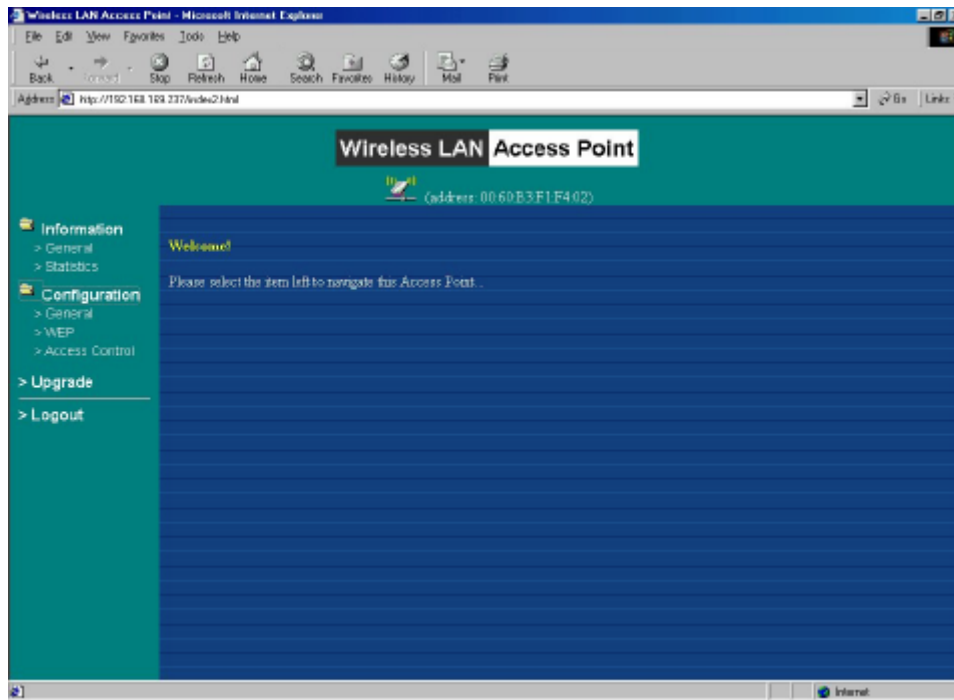 Wireless LAN Access Point - Microsoft Internet Explorer
File Edit View Favorites Tools Help
Back Forward Stop Refresh Home Search Favorites History Mail Print
Address http://192.168.169.237/index2.html Go Links
Wireless LAN Access Point
(address: 00:60:B3:F1:F4:02)
Information
> General
> Statistics
Configuration
> General
> WEP
> Access Control
> Upgrade
> Logout
Welcome!
Please select the item left to navigate this Access Point...
Internet